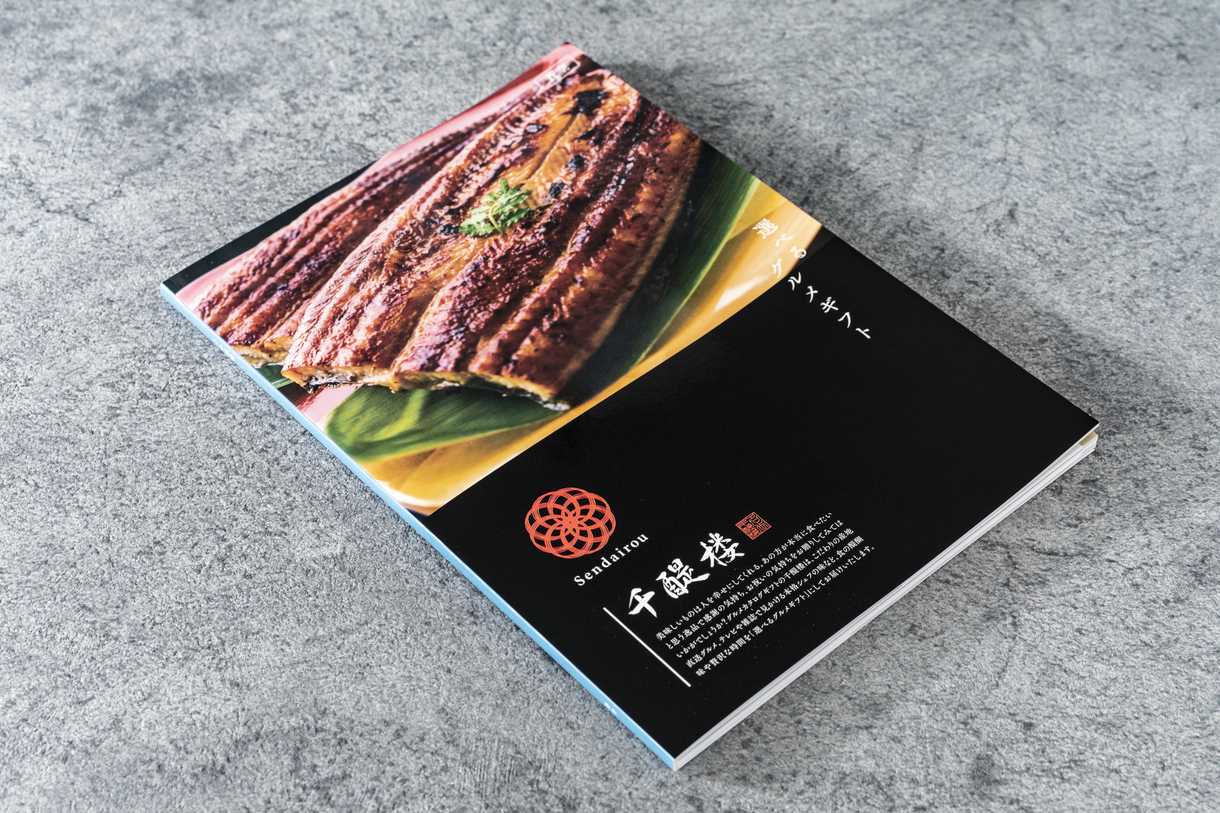 選べる
グルメギフト
Sendairou
千醍楼
美味しいものは人を幸せにしてくれる。あの方が本当に食べたい
と思う逸品で感謝の気持ち、お祝いの気持ちをお贈りしてみては
いかがでしょうか?グルメカタログギフトの千醍楼は、こだわりの産地
直送グルメ、テレビや雑誌で見かける本格シェフの味など、食の醍醐
味や贅沢な時間を「選べるグルメギフト」にしてお届けいたします。